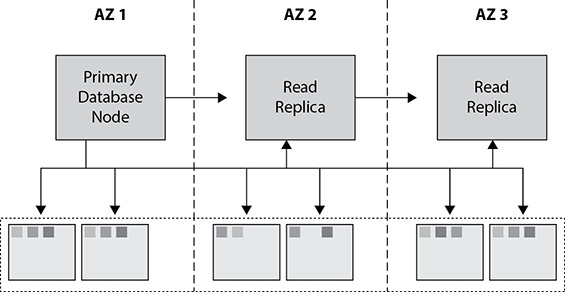 AZ 1
AZ 2
AZ 3
Primary
Database
Node
Read
Replica
Read
Replica